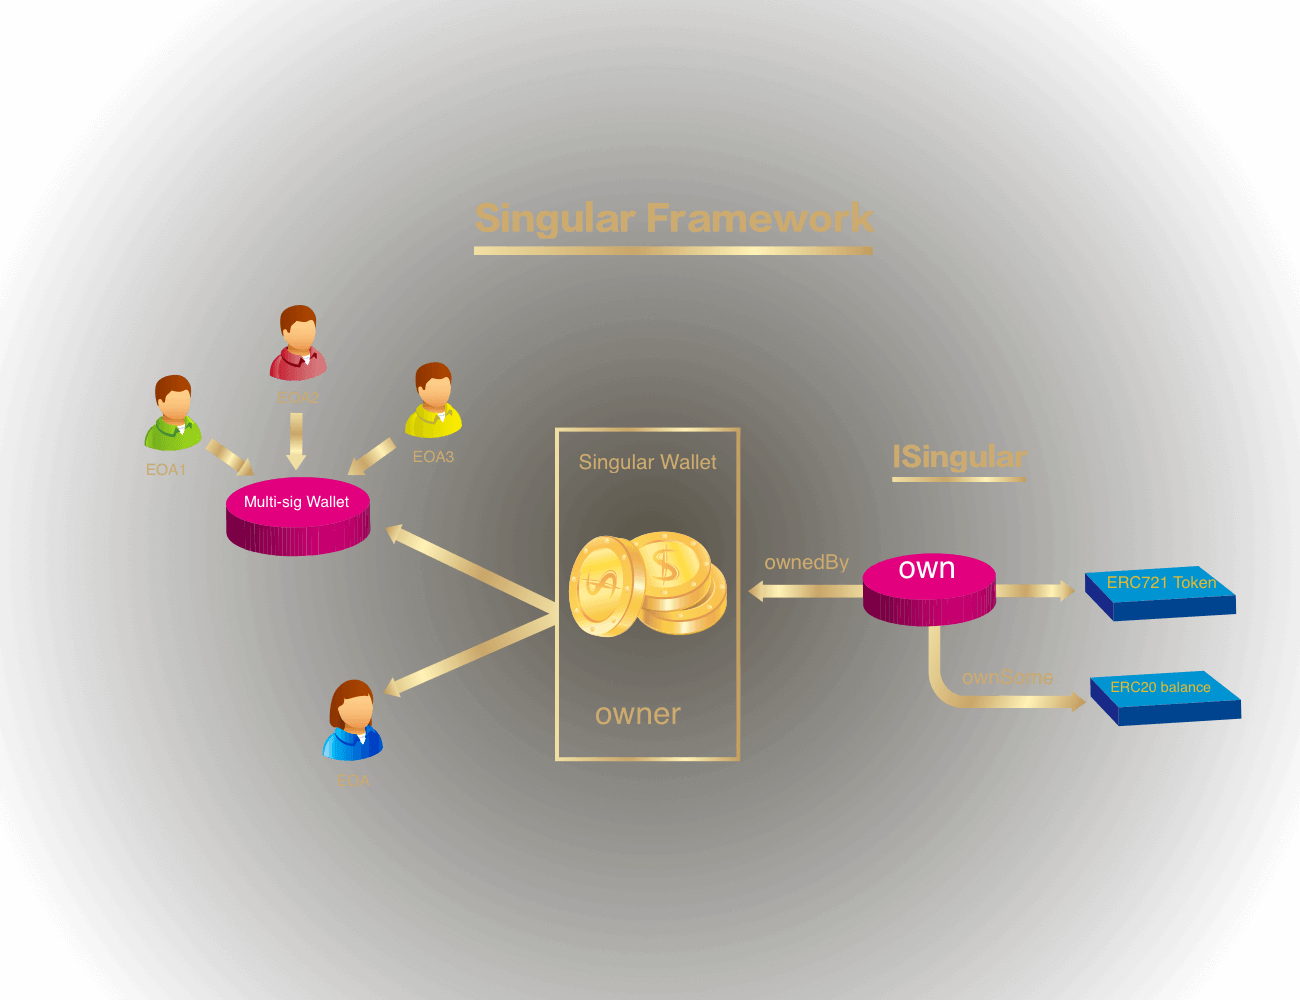 Singular Framework
EOA2
EOA1
EOA3
Multi-sig Wallet
Singular Wallet
ISingular
ownedBy
own
ERC721 Token
ownSome
ERC20 balance
owner
EOA